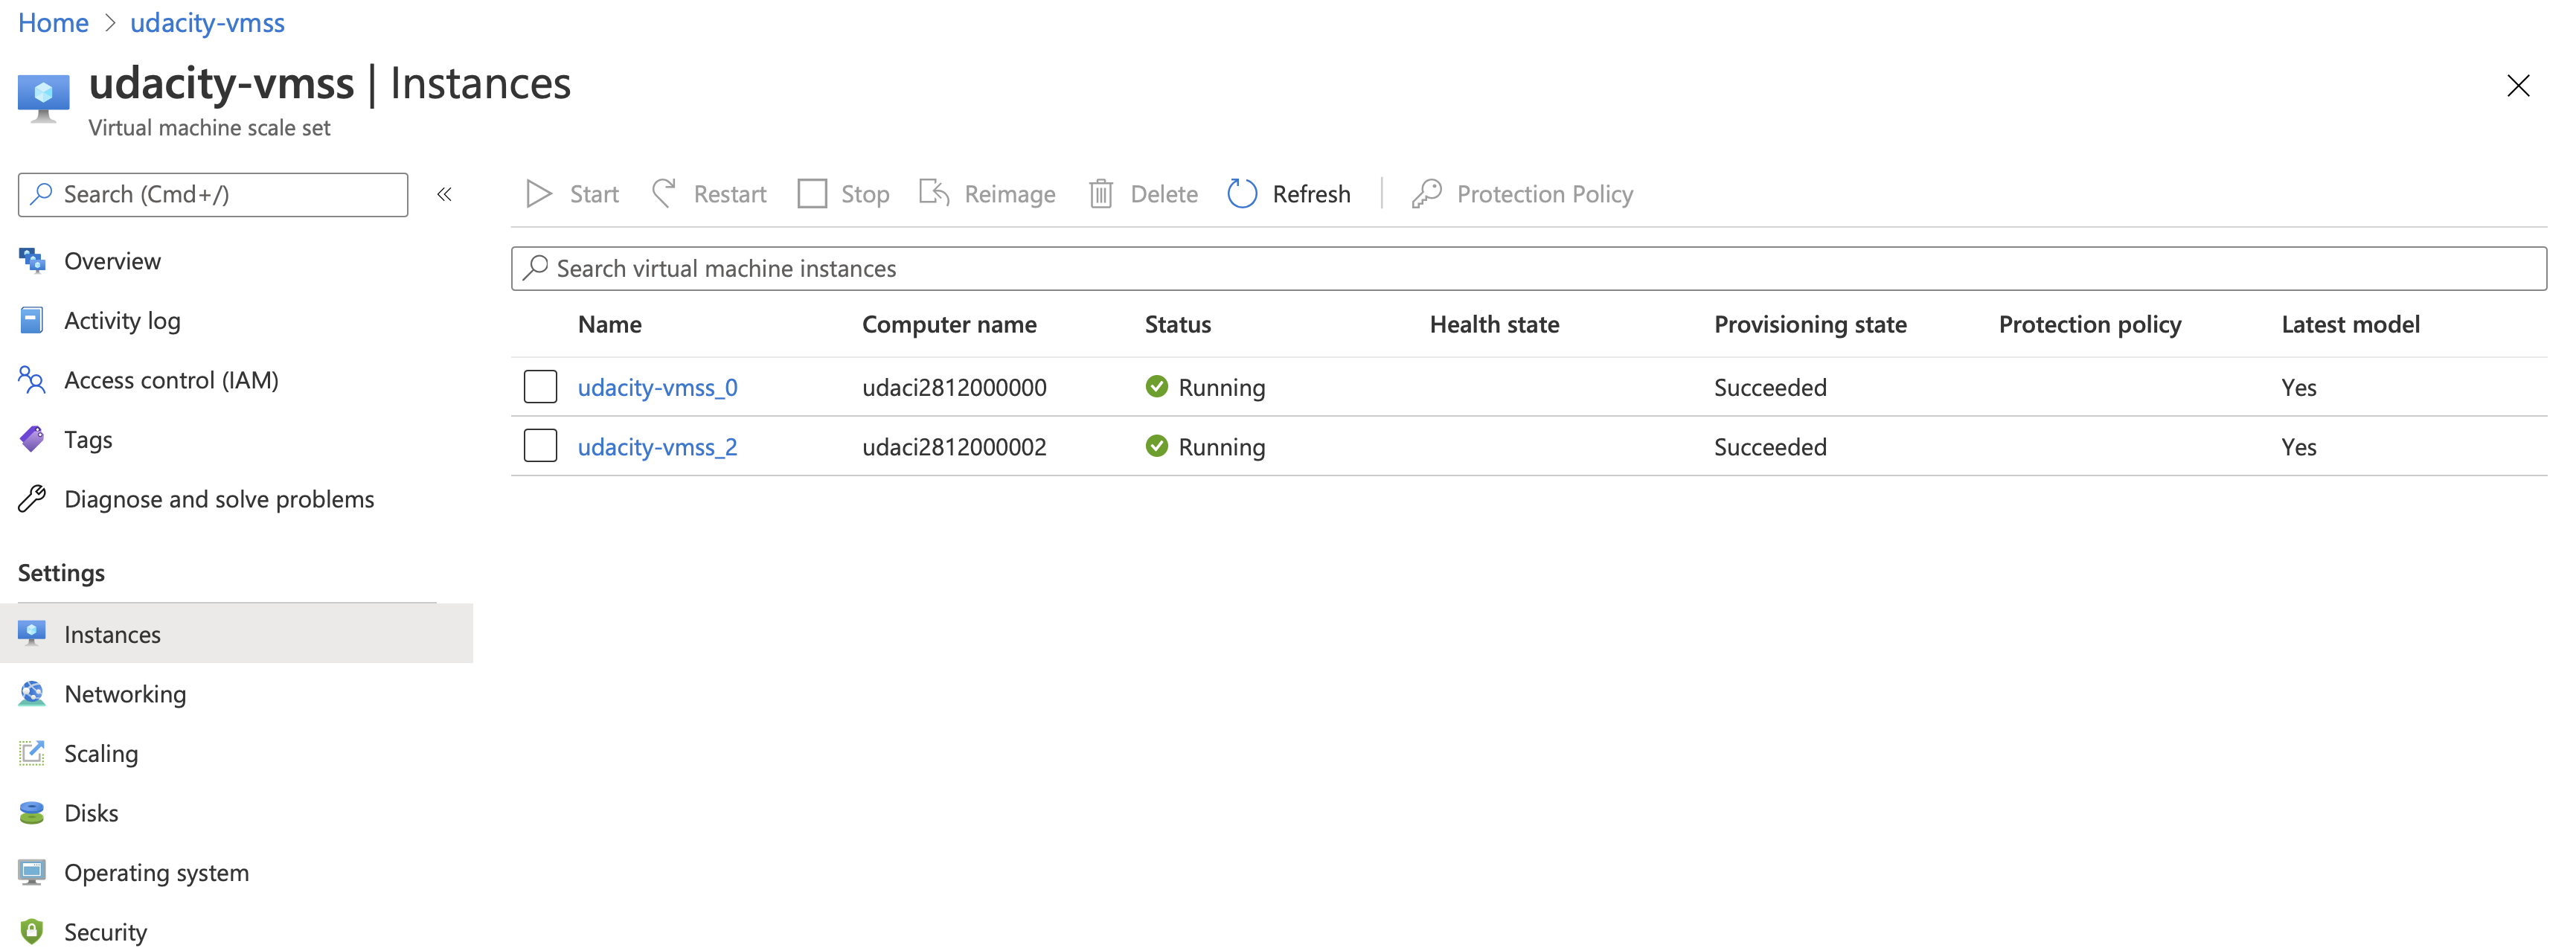 Home > udacity-vmss
udacity-vmss | Instances
Virtual machine scale set
Search (Cmd+/) «
Overview
Activity log
Access control (IAM)
Tags
Diagnose and solve problems
Settings
Instances
Networking
Scaling
Disks
Operating system
Security
Start Restart Stop Reimage Delete Refresh Protection Policy
Search virtual machine instances
Name Computer name Status Health state Provisioning state Protection policy Latest model
udacity-vmss_0 udaci2812000000 Running Succeeded Yes
udacity-vmss_2 udaci2812000002 Running Succeeded Yes